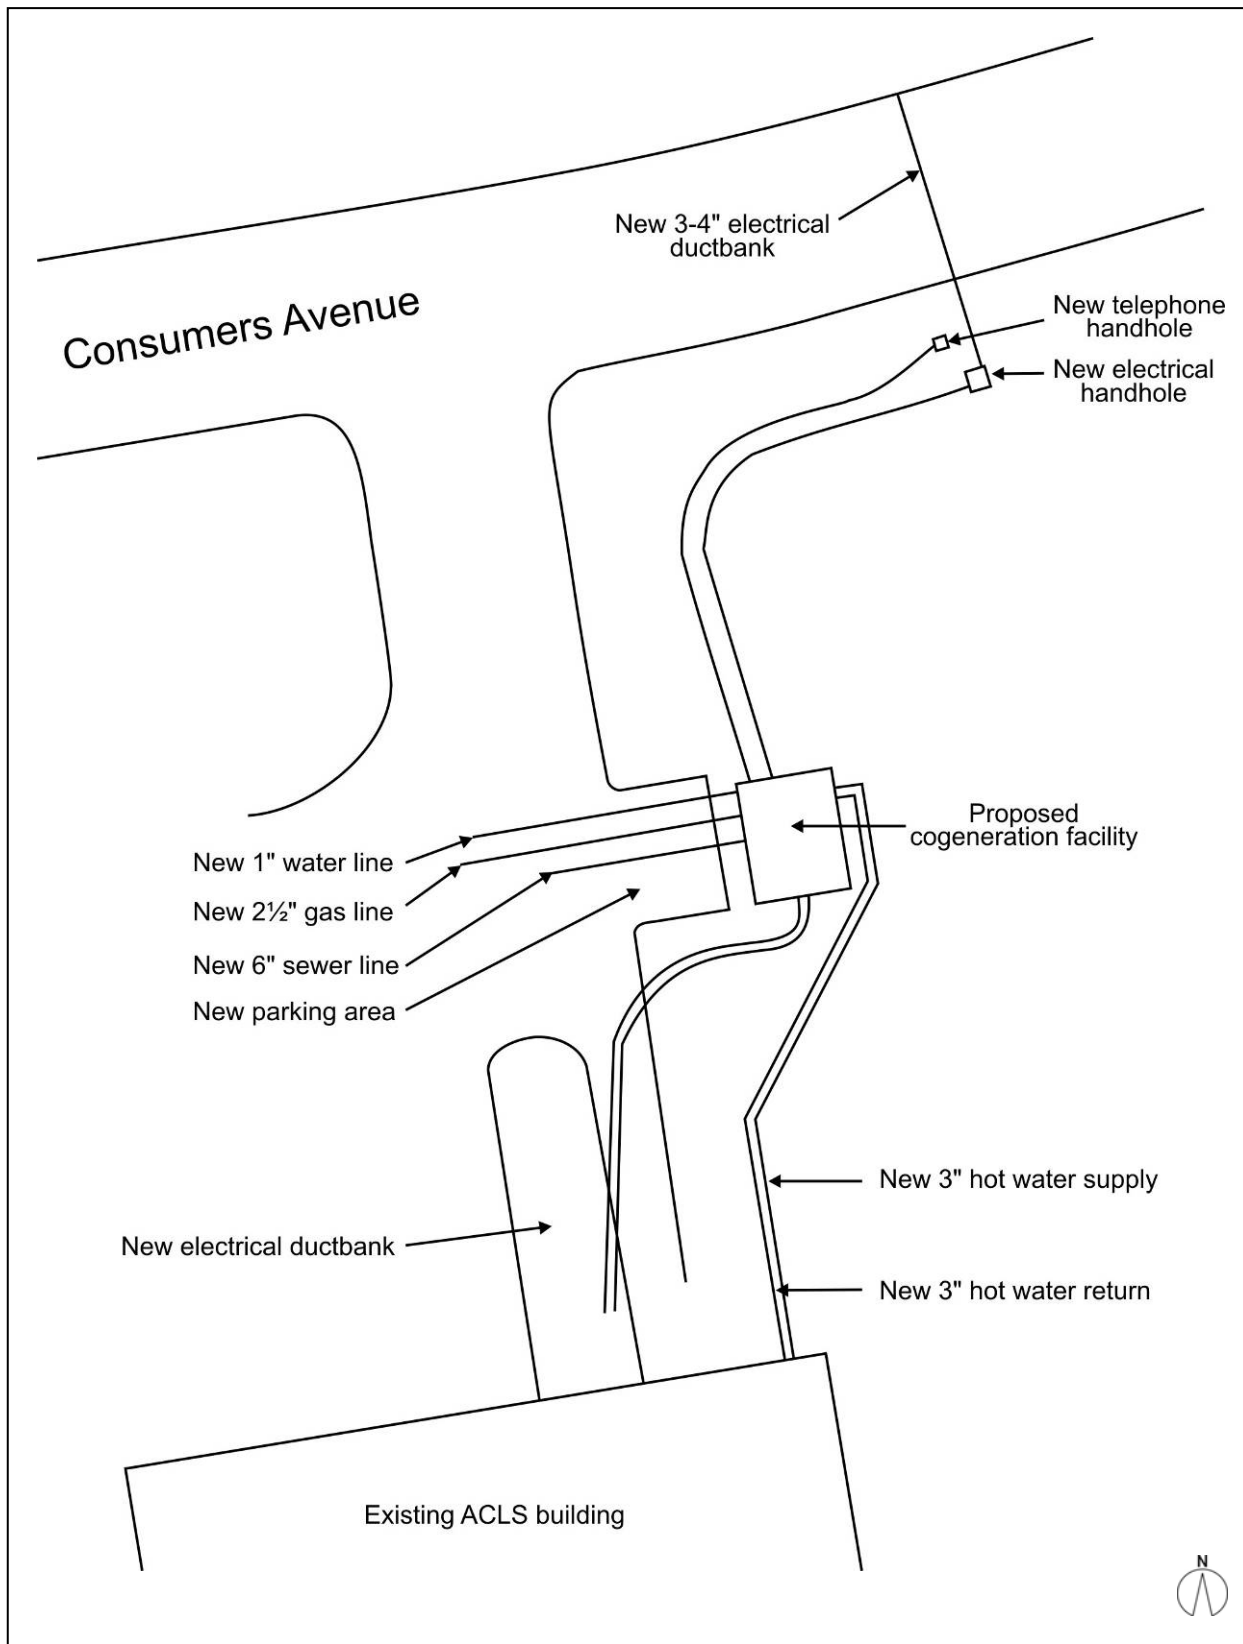 New 3-4" electrical
ductbank
Consumers Avenue
New telephone
handhole
New electrical
handhole
Proposed
cogeneration facility
New 1" water line
New 2½" gas line
New 6" sewer line
New parking area
New 3" hot water supply
New electrical ductbank
New 3" hot water return
Existing ACLS building
N